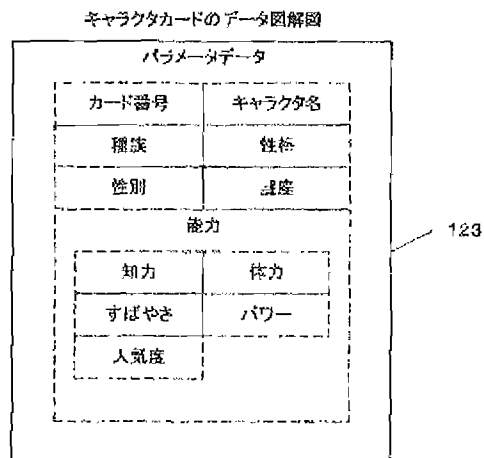 キャラクタカードのデータ図解図
パラメータデータ
カード番号 キャラクタ名
種族 性格
性別
能力
知力 体力
すばやさ パワー
人気度
123